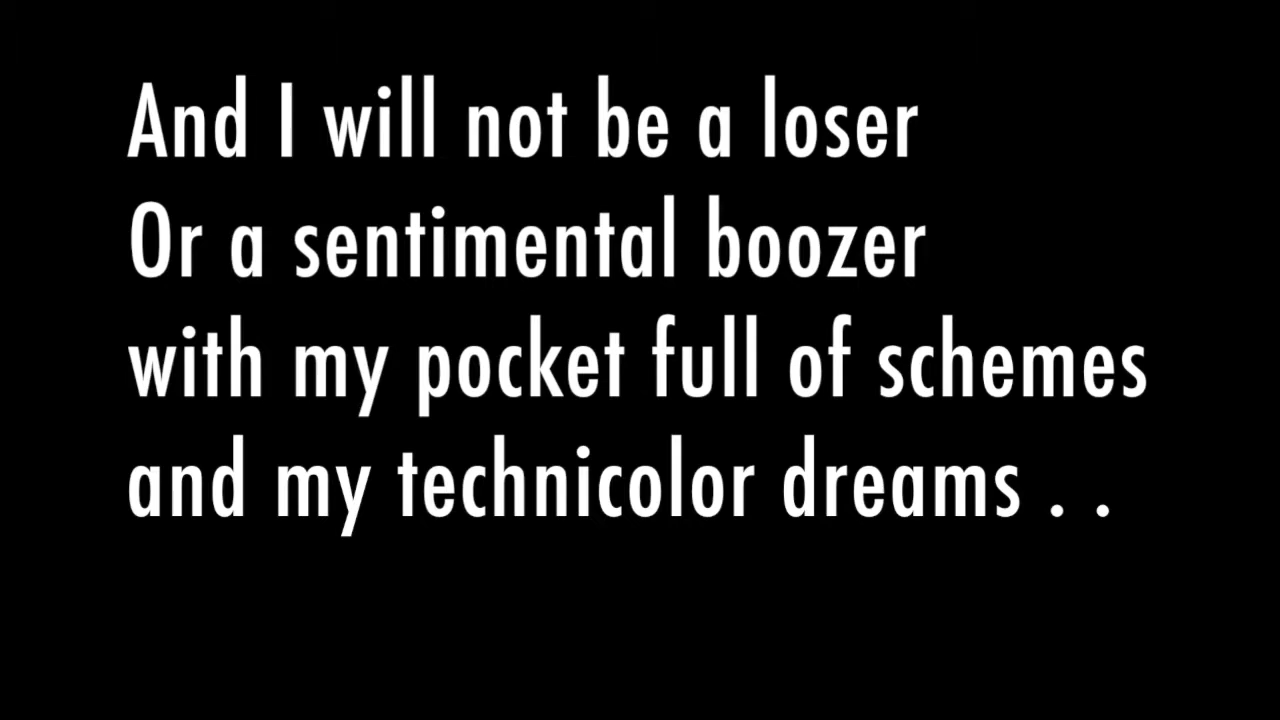 And I will not be a loser
Or a sentimental boozer
with my pocket full of schemes
and my technicolor dreams . .